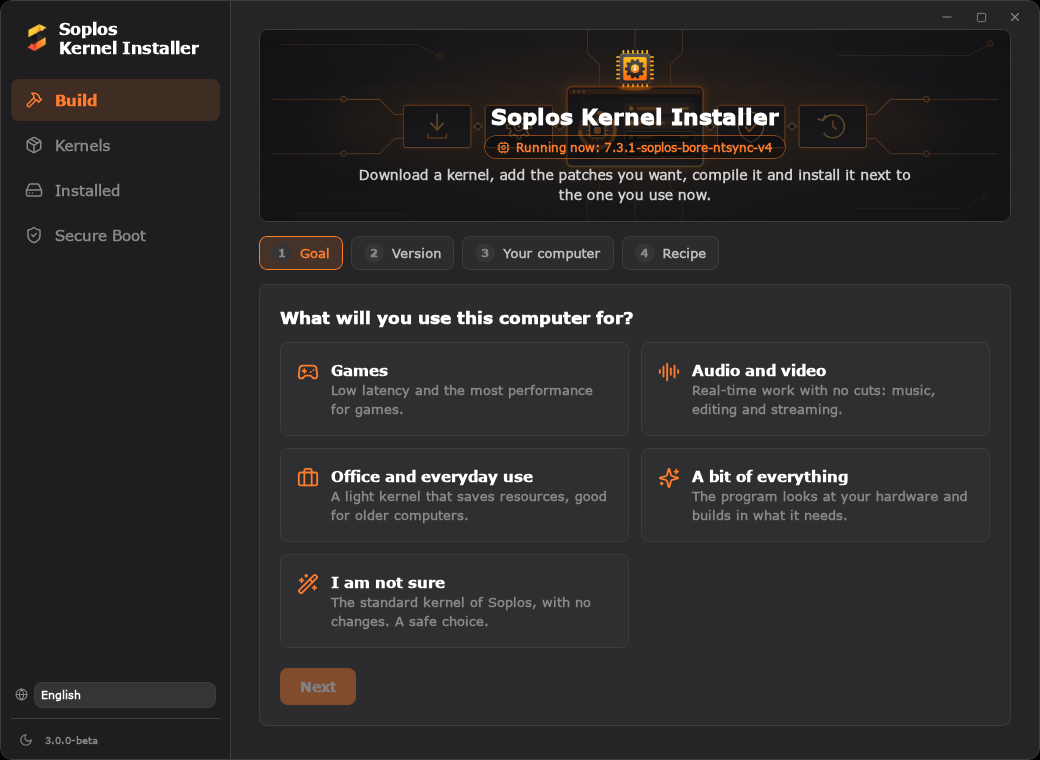 Soplos
Kernel Installer
Build
Kernels
Installed
Secure Boot
English
3.0.0-beta
Soplos Kernel Installer
Running now: 7.3.1-soplos-bore-ntsync-v4
Download a kernel, add the patches you want, compile it and install it next to
the one you use now.
1 Goal
2 Version
3 Your computer
4 Recipe
What will you use this computer for?
Games
Low latency and the most performance
for games.
Audio and video
Real-time work with no cuts: music,
editing and streaming.
Office and everyday use
A light kernel that saves resources, good
for older computers.
A bit of everything
The program looks at your hardware and
builds in what it needs.
I am not sure
The standard kernel of Soplos, with no
changes. A safe choice.
Next